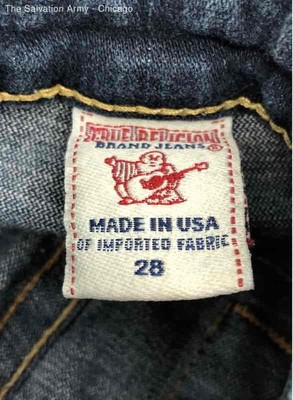 The Salvation Army - Chicago
TRUE RELIGION
BRAND JEANS
MADE IN USA
OF IMPORTED FABRIC
28